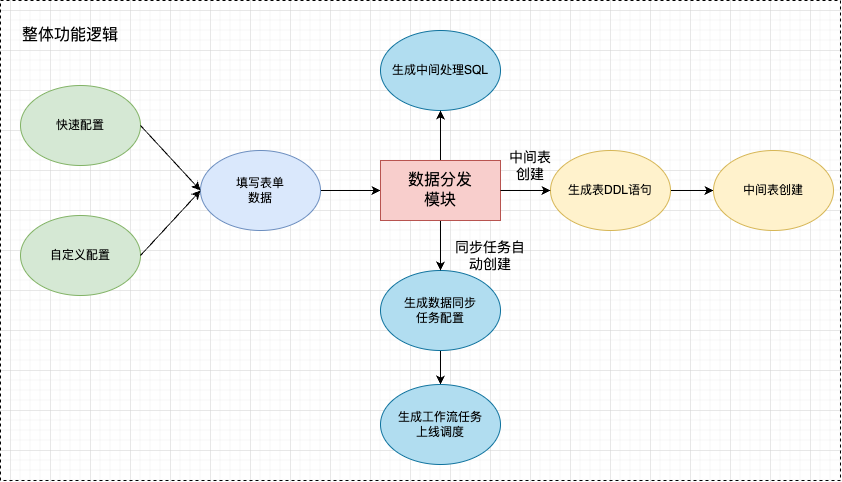 整体功能逻辑
生成中间处理SQL
快速配置
填写表单
数据
数据分发
模块
中间表
创建
生成表DDL语句
中间表创建
自定义配置
同步任务自
动创建
生成数据同步
任务配置
生成工作流任务
上线调度